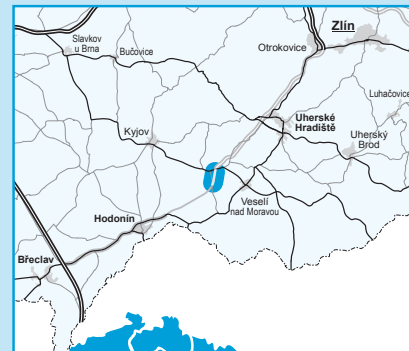 Zlín
Otrokovice
Slavkov
u Brna
Bučovice
Luhačovice
Uherské
Hradiště
Kyjov
Uherský
Brod
Veselí
nad Moravou
Hodonín
Břeclav